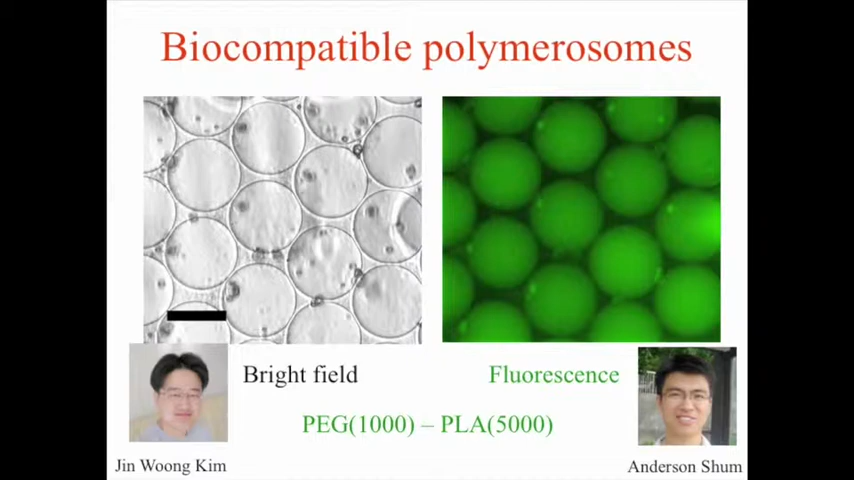 Biocompatible polymerosomes
Bright field
Fluorescence
PEG(1000) – PLA(5000)
Jin Woong Kim
Anderson Shum